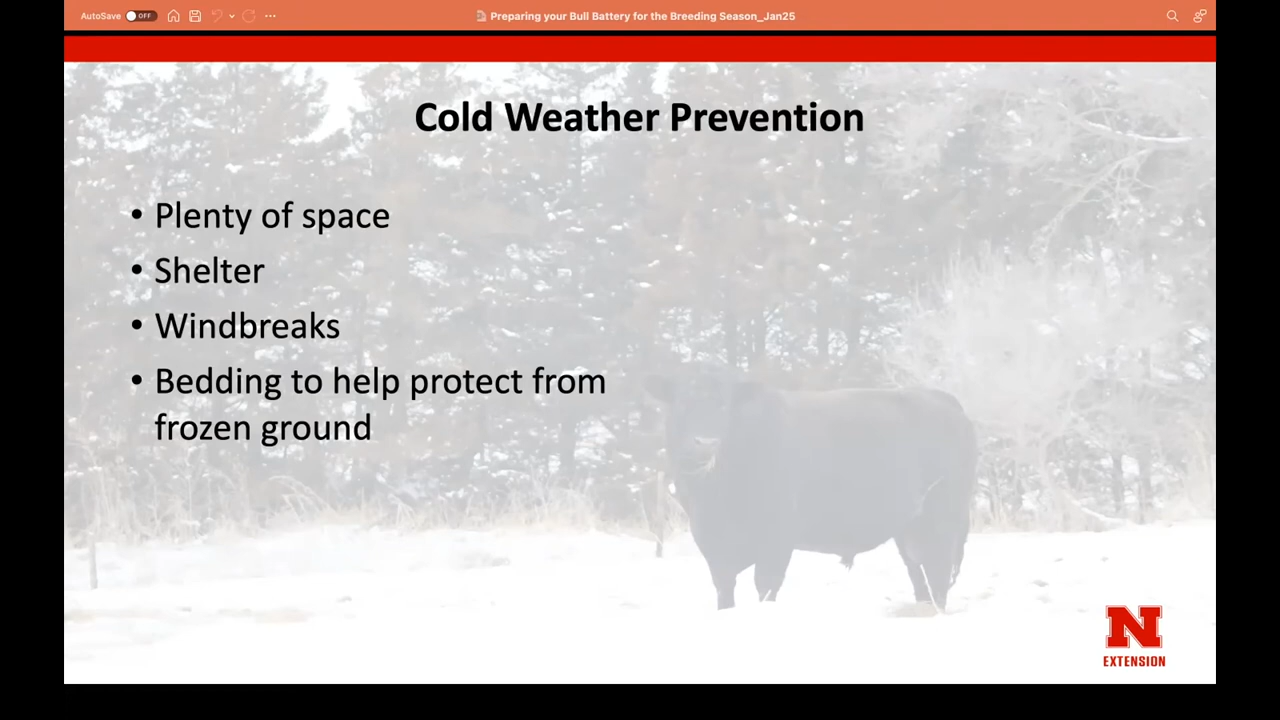 AutoSave OFF
Preparing your Bull Battery for the Breeding Season_Jan25
Cold Weather Prevention
• Plenty of space
• Shelter
• Windbreaks
• Bedding to help protect from
frozen ground
N
EXTENSION